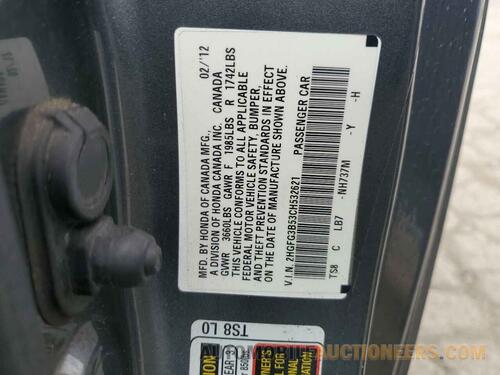 MFD. BY HONDA OF CANADA MFG., 02/'12
A DIVISION OF HONDA CANADA INC. CANADA
GVWR 3660LBS GAWR F 1985LBS R 1742LBS
THIS VEHICLE CONFORMS TO ALL APPLICABLE
FEDERAL MOTOR VEHICLE SAFETY, BUMPER,
AND THEFT PREVENTION STANDARDS IN EFFECT
ON THE DATE OF MANUFACTURE SHOWN ABOVE.
V.I.N. 2HGFG3B53CH532621 PASSENGER CAR
TS8 C LB7 -NH737M -Y -H
TS8 L0